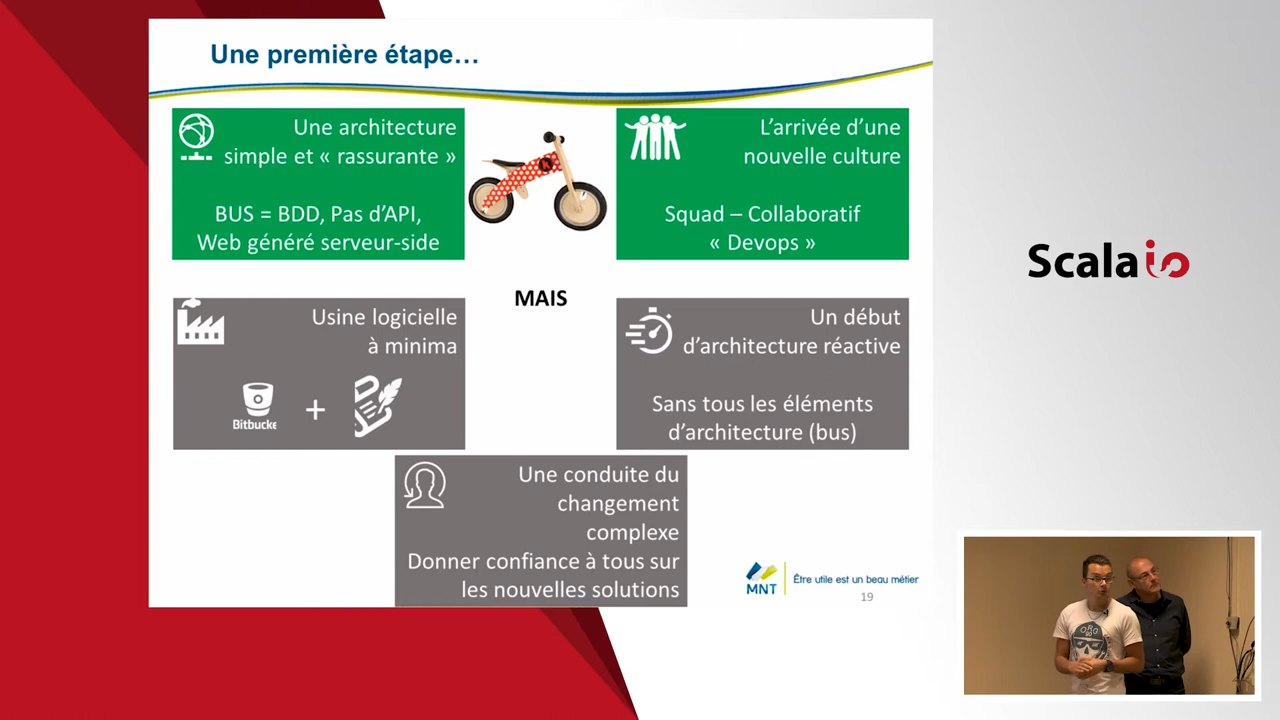 Une première étape…
Une architecture
simple et « rassurante »
BUS = BDD, Pas d’API,
Web généré serveur-side
L’arrivée d’une
nouvelle culture
Squad – Collaboratif
« Devops »
MAIS
Usine logicielle
à minima
Bitbucke
+
Un début
d’architecture réactive
Sans tous les éléments
d’architecture (bus)
Une conduite du
changement
complexe
Donner confiance à tous sur
les nouvelles solutions
MNT
Être utile est un beau métier
19
Scala io